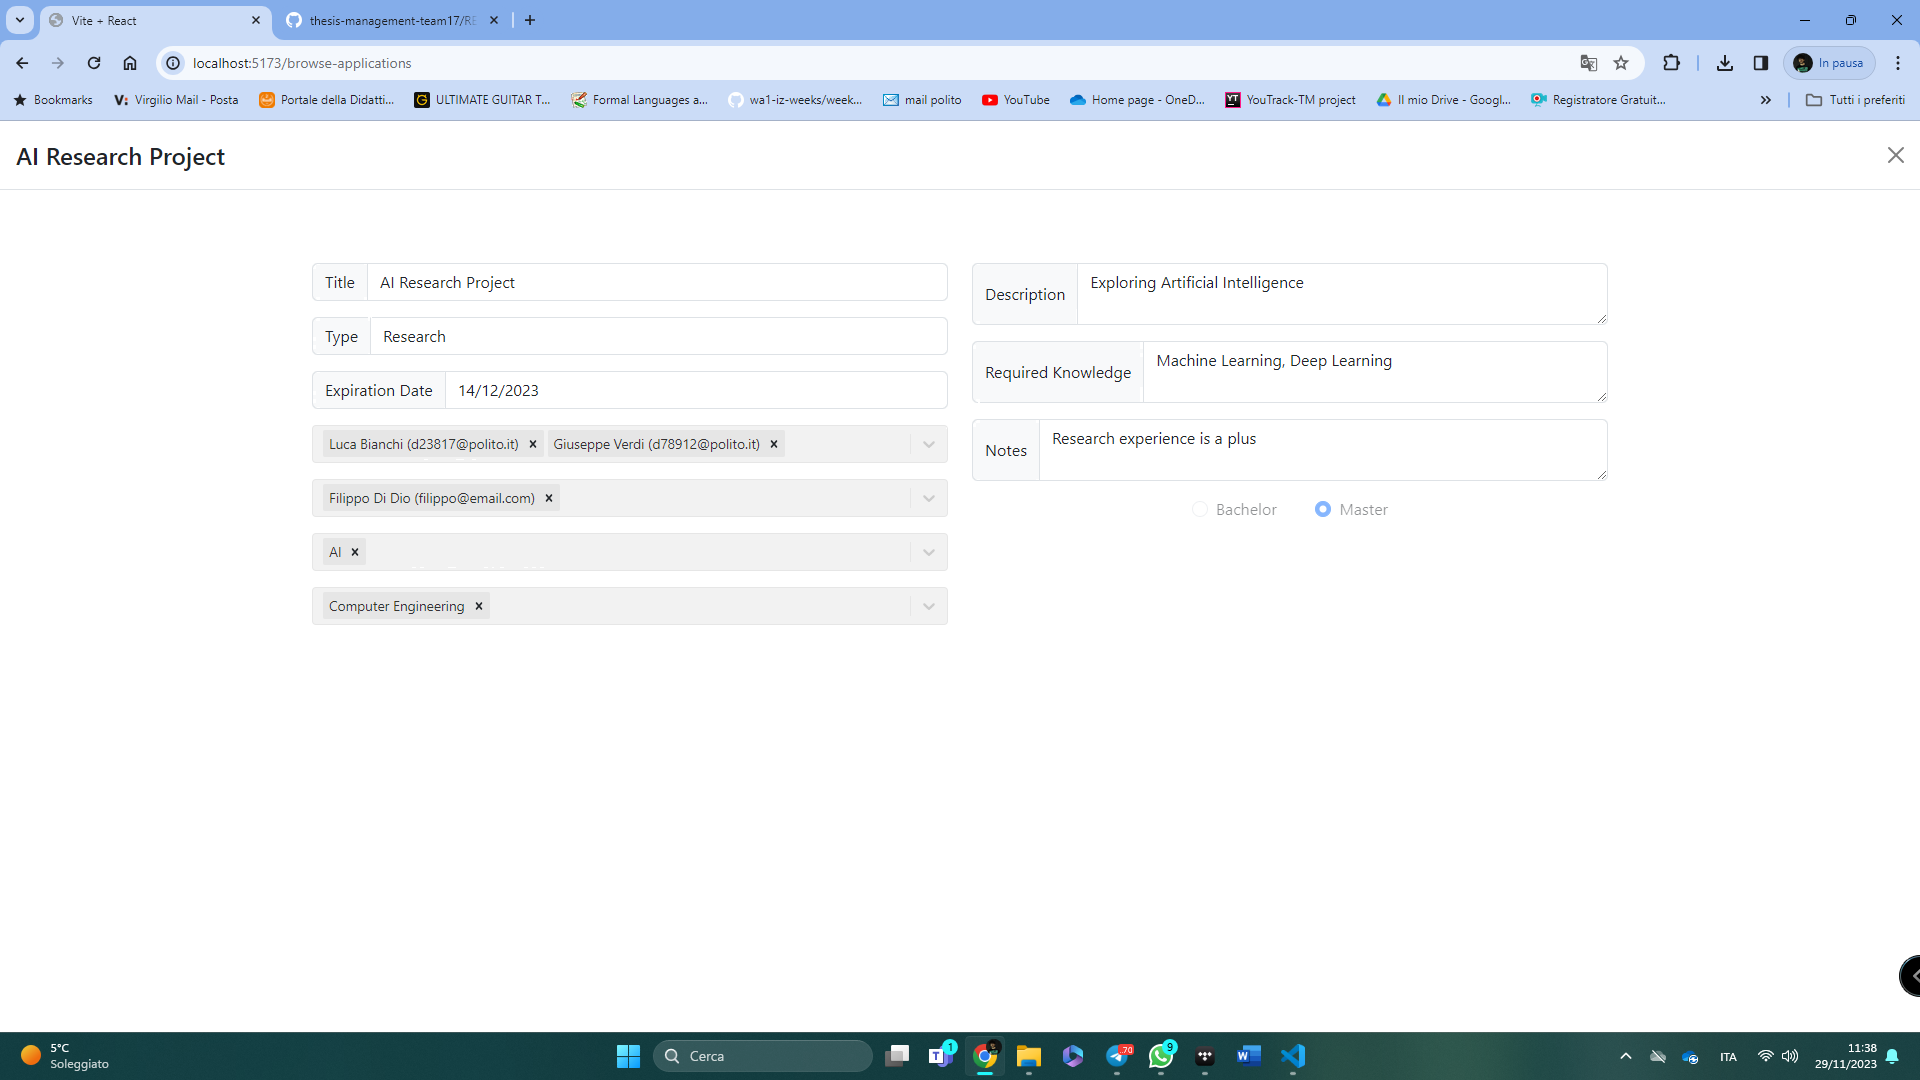 Vite + React
thesis-management-team17/RE
localhost:5173/browse-applications
In pausa
Bookmarks
Virgilio Mail - Posta
Portale della Didatti...
ULTIMATE GUITAR T...
Formal Languages a...
wa1-iz-weeks/week...
mail polito
YouTube
Home page - OneD...
YouTrack-TM project
Il mio Drive - Googl...
Registratore Gratuit...
Tutti i preferiti
AI Research Project
Title
AI Research Project
Type
Research
Expiration Date
14/12/2023
Luca Bianchi (d23817@polito.it)
Giuseppe Verdi (d78912@polito.it)
Filippo Di Dio (filippo@email.com)
AI
Computer Engineering
Description
Exploring Artificial Intelligence
Required Knowledge
Machine Learning, Deep Learning
Notes
Research experience is a plus
Bachelor
Master
5°C
Soleggiato
Cerca
1
70
9
ITA
11:38
29/11/2023